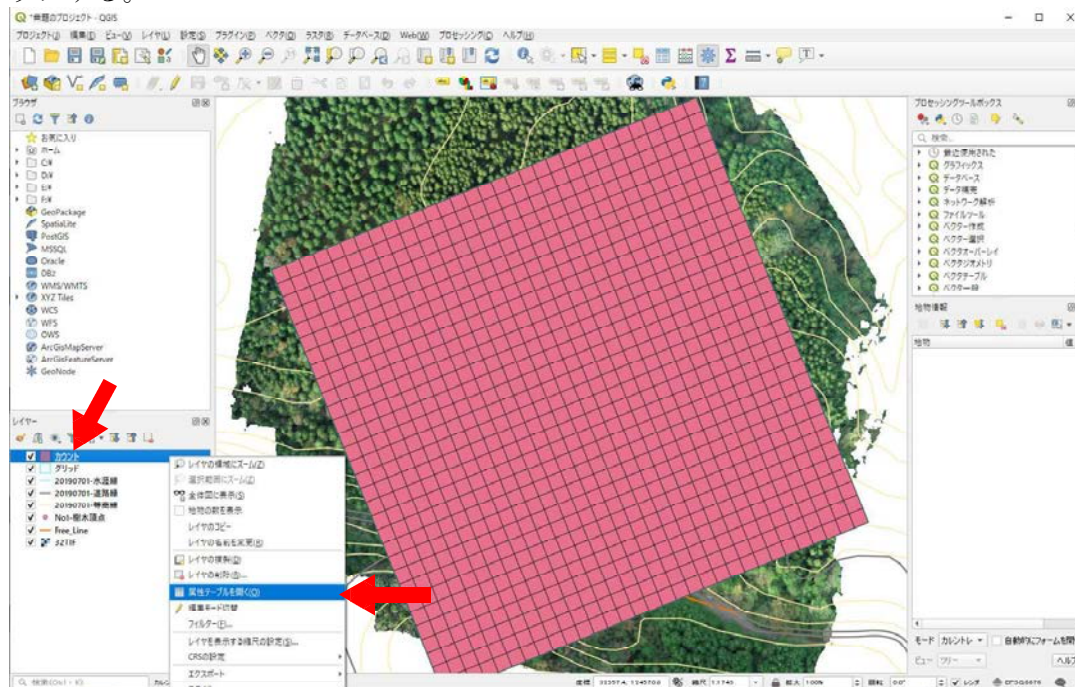 *無題のプロジェクト - QGIS
プロジェクト(J) 編集(E) ビュー(V) レイヤ(L) 設定(S) プラグイン(P) ベクタ(O) ラスタ(R) データベース(D) Web(W) プロセッシング(C) ヘルプ(H)
ブラウザ
お気に入り
ホーム
C:¥
D:¥
E:¥
F:¥
GeoPackage
SpatiaLite
PostGIS
MSSQL
Oracle
DB2
WMS/WMTS
XYZ Tiles
WCS
WFS
OWS
ArcGisMapServer
ArcGisFeatureServer
GeoNode
レイヤー
カウント
グリッド
20190701-水涯線
20190701-道路縁
20190701-等高線
No1-樹木頂点
Free_Line
レイヤの領域にズーム(Z)
選択範囲にズーム(Z)
全体図に表示(S)
地物の数を表示
レイヤのコピー
レイヤの名前を変更(R)
レイヤの複製(D)
レイヤの削除(R)...
属性テーブルを開く(O)
編集モード切替
フィルター(F)...
レイヤを表示する縮尺の設定(S)...
CRSの設定
エクスポート
プロセッシングツールボックス
検索...
最近使用された
グラフィックス
データベース
データ補完
ネットワーク解析
ファイルツール
ベクター作成
ベクター選択
ベクタオーバーレイ
ベクタジオメトリ
ベクタテーブル
地物情報
地物 値
モード カレントレ 自動的にフォームを開
ビュー ツリー ヘルプ
検索(Ctrl + K)
座標 縮尺 1:1745 拡大 100% 回転 0.0° レンダ